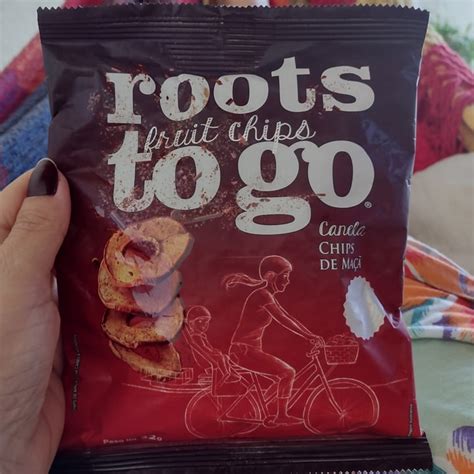 roots
fruit chips
to go®
Canela
CHIPS
DE MAÇÃ